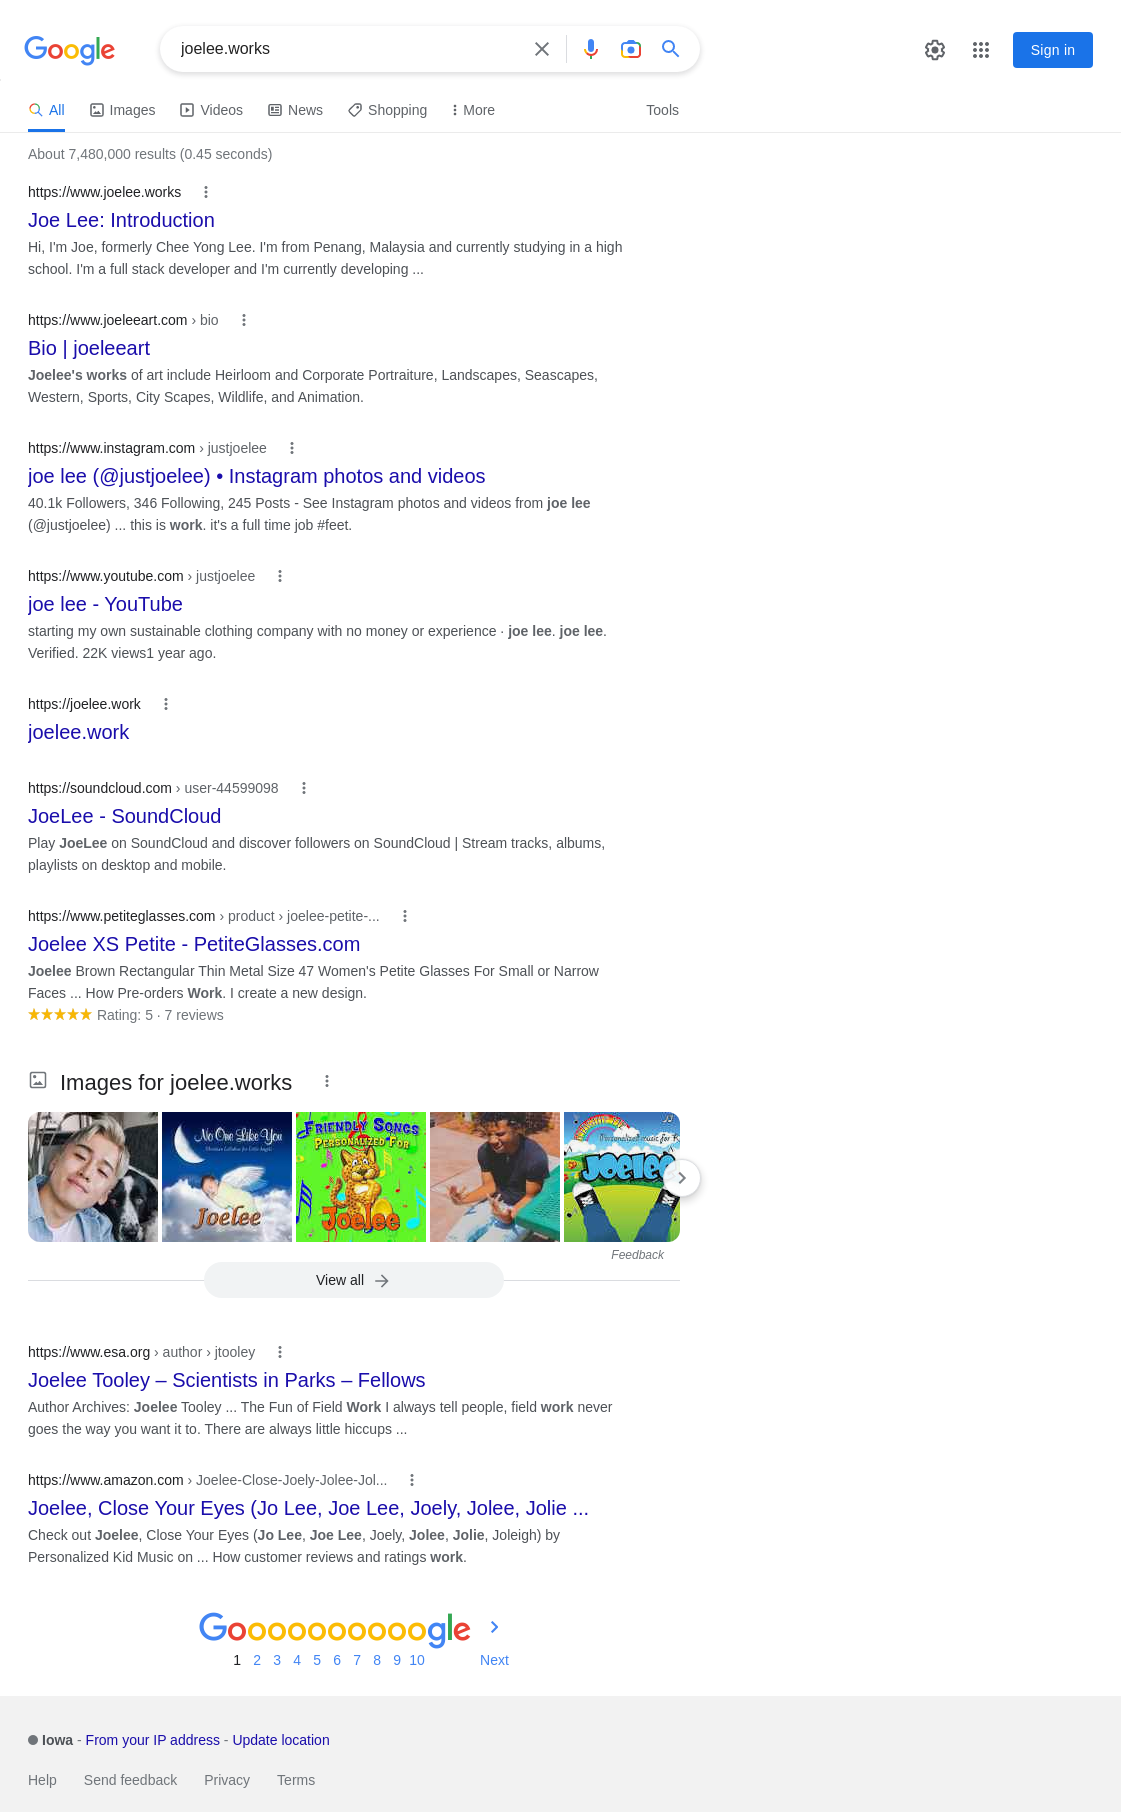 Google
joelee.works
Sign in
All
Images
Videos
News
Shopping
More
Tools
About 7,480,000 results (0.45 seconds)
https://www.joelee.works
Joe Lee: Introduction
Hi, I'm Joe, formerly Chee Yong Lee. I'm from Penang, Malaysia and currently studying in a high
school. I'm a full stack developer and I'm currently developing ...
https://www.joeleeart.com › bio
Bio | joeleeart
Joelee's works of art include Heirloom and Corporate Portraiture, Landscapes, Seascapes,
Western, Sports, City Scapes, Wildlife, and Animation.
https://www.instagram.com › justjoelee
joe lee (@justjoelee) • Instagram photos and videos
40.1k Followers, 346 Following, 245 Posts - See Instagram photos and videos from joe lee
(@justjoelee) ... this is work. it's a full time job #feet.
https://www.youtube.com › justjoelee
joe lee - YouTube
starting my own sustainable clothing company with no money or experience · joe lee. joe lee.
Verified. 22K views1 year ago.
https://joelee.work
joelee.work
https://soundcloud.com › user-44599098
JoeLee - SoundCloud
Play JoeLee on SoundCloud and discover followers on SoundCloud | Stream tracks, albums,
playlists on desktop and mobile.
https://www.petiteglasses.com › product › joelee-petite-...
Joelee XS Petite - PetiteGlasses.com
Joelee Brown Rectangular Thin Metal Size 47 Women's Petite Glasses For Small or Narrow
Faces ... How Pre-orders Work. I create a new design.
Rating: 5 · 7 reviews
Images for joelee.works
No One Like You
Christian Lullabies for Little Angels
Joelee
FRIENDLY SONGS
PERSONALIZED FOR
Joelee
Personalized music for
Joelee
Feedback
View all
https://www.esa.org › author › jtooley
Joelee Tooley – Scientists in Parks – Fellows
Author Archives: Joelee Tooley ... The Fun of Field Work I always tell people, field work never
goes the way you want it to. There are always little hiccups ...
https://www.amazon.com › Joelee-Close-Joely-Jolee-Jol...
Joelee, Close Your Eyes (Jo Lee, Joe Lee, Joely, Jolee, Jolie ...
Check out Joelee, Close Your Eyes (Jo Lee, Joe Lee, Joely, Jolee, Jolie, Joleigh) by
Personalized Kid Music on ... How customer reviews and ratings work.
Goooooooooogle
1 2 3 4 5 6 7 8 9 10 Next
Iowa - From your IP address - Update location
Help Send feedback Privacy Terms